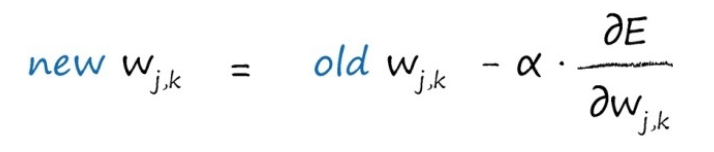 new w_{j,k} = old w_{j,k} - α · ∂E / ∂w_{j,k}